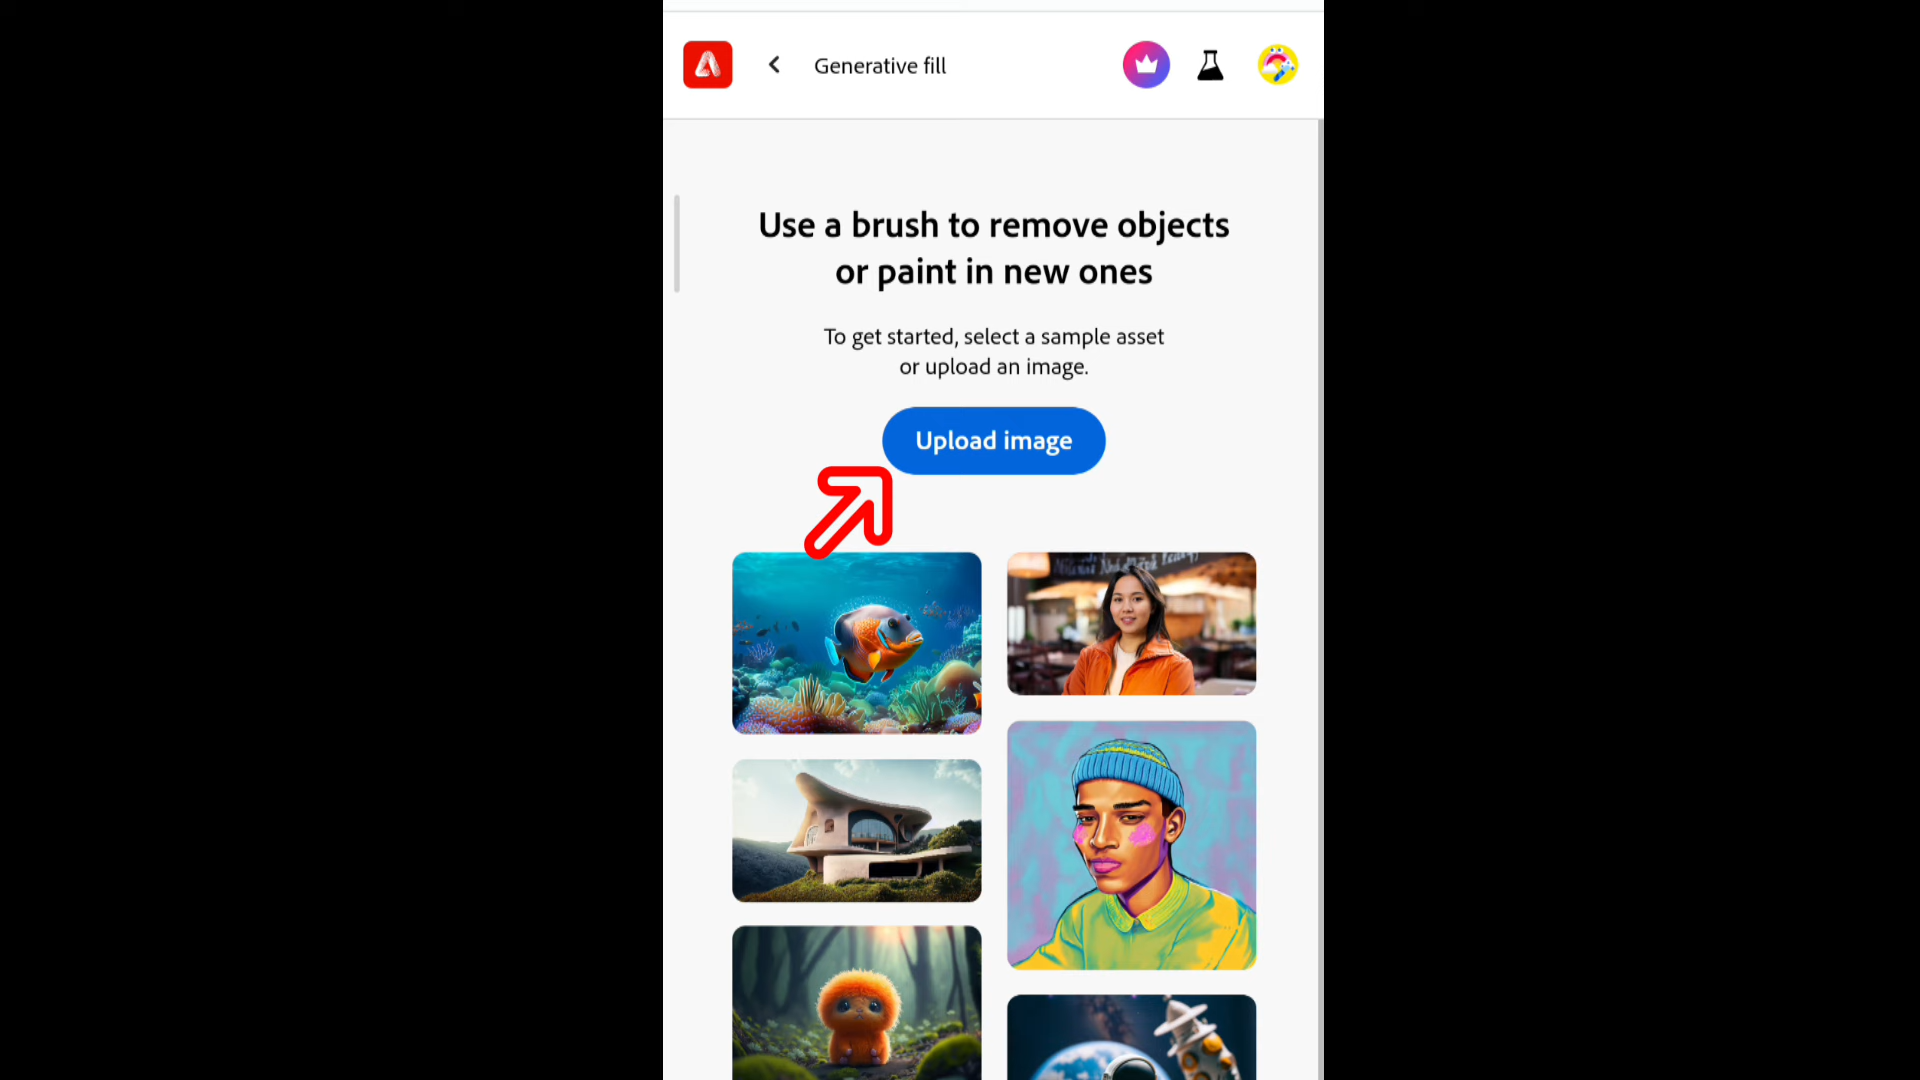 Generative fill
Use a brush to remove objects
or paint in new ones
To get started, select a sample asset
or upload an image.
Upload image